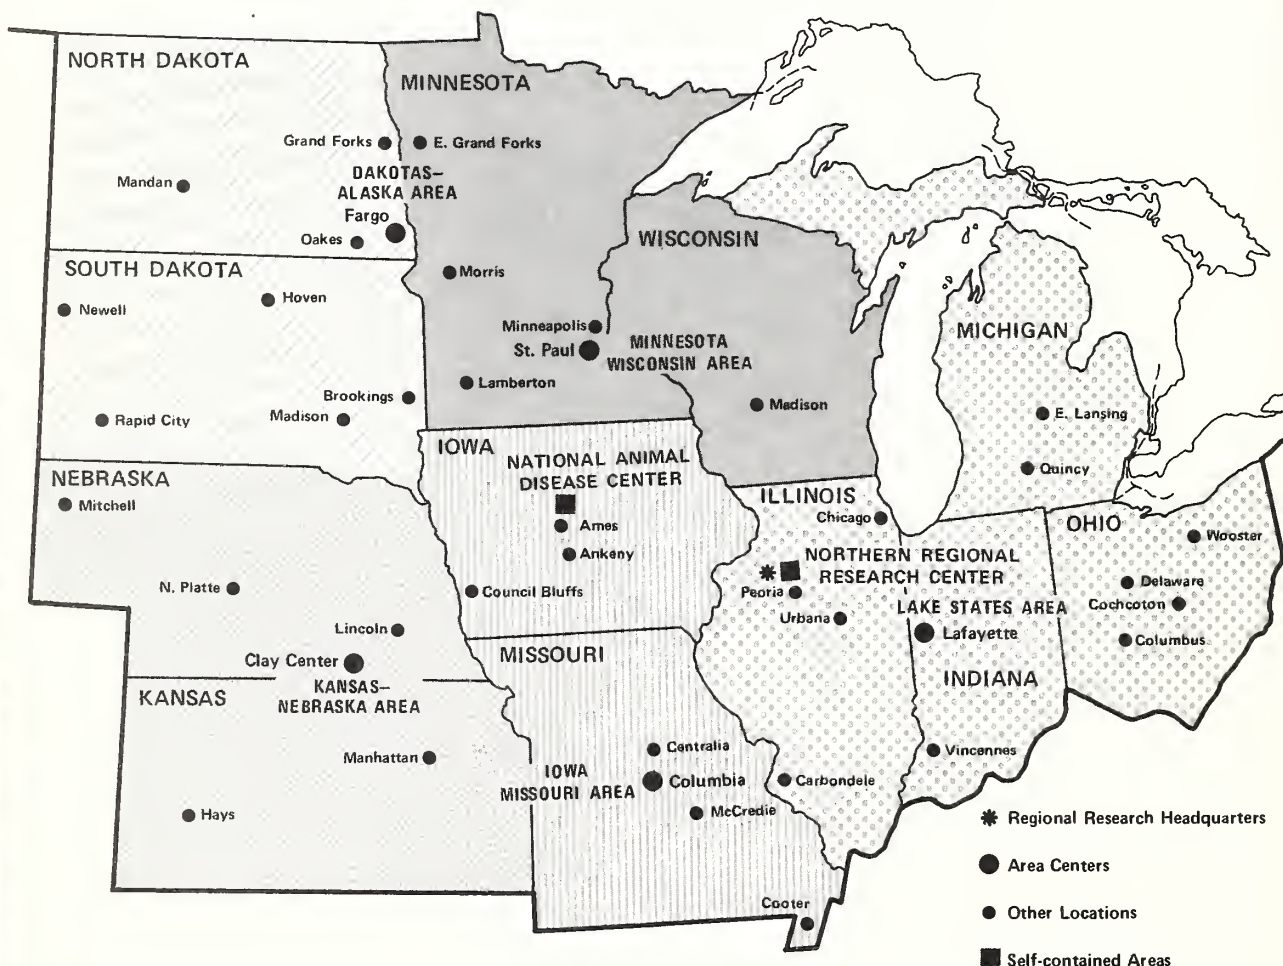 NORTH DAKOTA
MINNESOTA
Grand Forks
E. Grand Forks
DAKOTAS–
ALASKA AREA
Mandan
Fargo
Oakes
WISCONSIN
SOUTH DAKOTA
Morris
Hoven
Newell
Minneapolis
St. Paul
MINNESOTA
WISCONSIN AREA
MICHIGAN
Lamberton
Brookings
Madison
Rapid City
Madison
E. Lansing
IOWA
NATIONAL ANIMAL
DISEASE CENTER
Quincy
NEBRASKA
Mitchell
ILLINOIS
Chicago
OHIO
Ames
Ankeny
Wooster
NORTHERN REGIONAL
RESEARCH CENTER
N. Platte
Council Bluffs
Peoria
Urbana
LAKE STATES AREA
Lafayette
Delaware
Cochcoton
Columbus
Lincoln
Clay Center
MISSOURI
KANSAS–
NEBRASKA AREA
INDIANA
KANSAS
Manhattan
Centralia
Vincennes
IOWA
MISSOURI AREA
Columbia
Carbondele
Hays
McCredie
Cooter
Regional Research Headquarters
Area Centers
Other Locations
Self-contained Areas